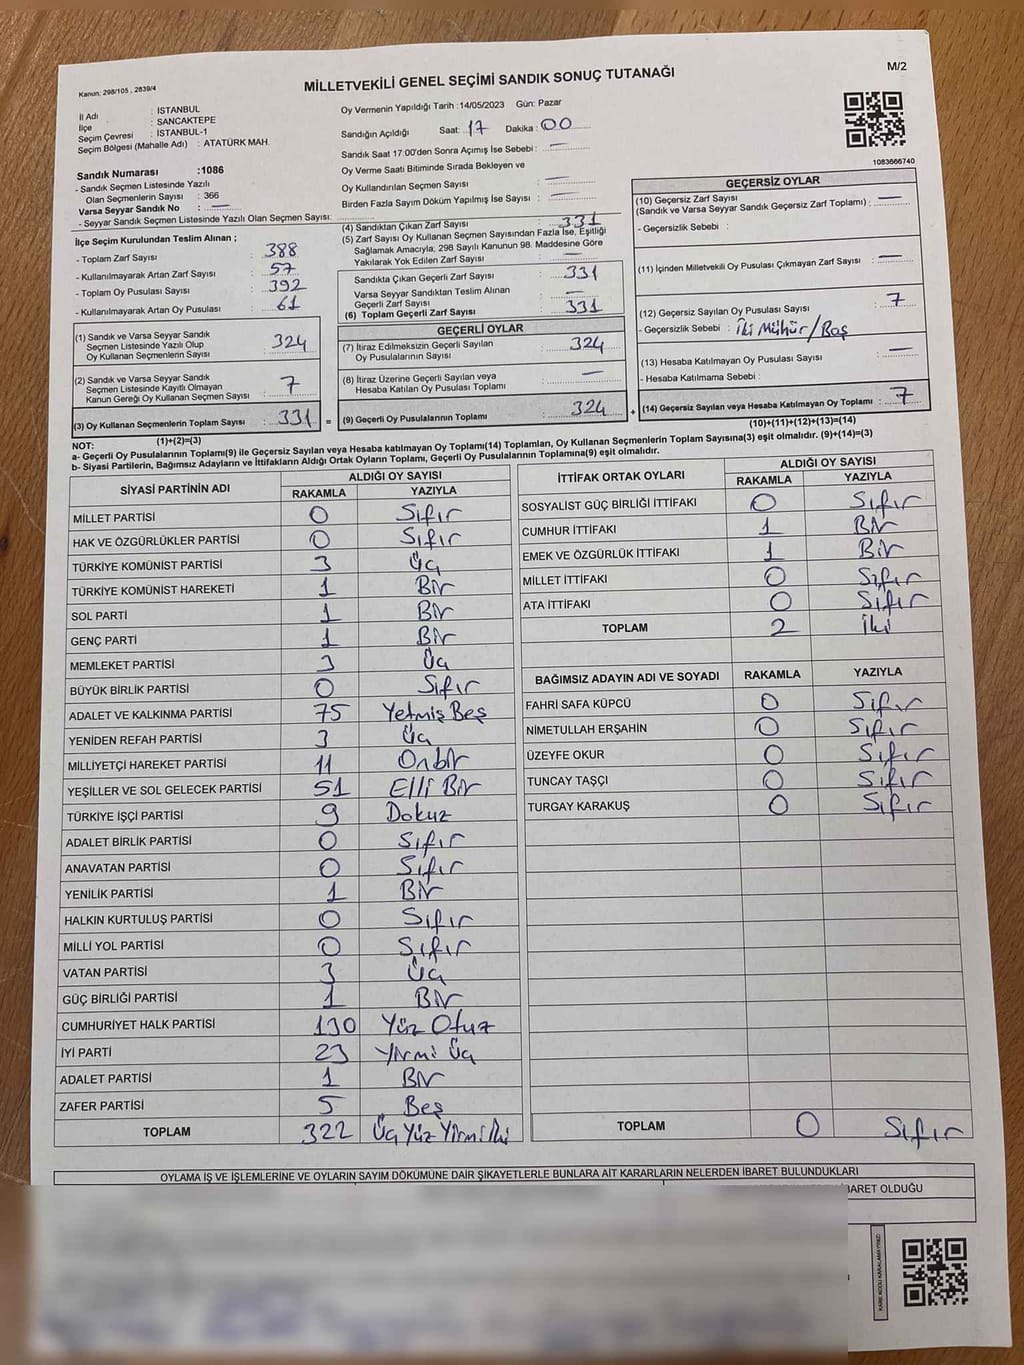 M/2
Kanun: 298/105 , 2839/4
MİLLETVEKİLİ GENEL SEÇİMİ SANDIK SONUÇ TUTANAĞI
İl Adı : İSTANBUL
İlçe : SANCAKTEPE
Seçim Çevresi : İSTANBUL-1
Seçim Bölgesi (Mahalle Adı) : ATATÜRK MAH.
Oy Vermenin Yapıldığı Tarih :14/05/2023 Gün: Pazar
Sandığın Açıldığı Saat: 17 Dakika : 00
Sandık Saat 17:00'den Sonra Açımış İse Sebebi : —
Oy Verme Saati Bitiminde Sırada Bekleyen ve
Oy Kullandırılan Seçmen Sayısı —
Birden Fazla Sayım Döküm Yapılmış İse Sayısı : —
1083666740
Sandık Numarası :1086
- Sandık Seçmen Listesinde Yazılı
Olan Seçmenlerin Sayısı : 366
Varsa Seyyar Sandık No : —
- Seyyar Sandık Seçmen Listesinde Yazılı Olan Seçmen Sayısı:
İlçe Seçim Kurulundan Teslim Alınan ;
- Toplam Zarf Sayısı : 388
- Kullanılmayarak Artan Zarf Sayısı : 57
- Toplam Oy Pusulası Sayısı : 392
- Kullanılmayarak Artan Oy Pusulası : 61
(1) Sandık ve Varsa Seyyar Sandık
Seçmen Listesinde Yazılı Olup
Oy Kullanan Seçmenlerin Sayısı : 324
(2) Sandık ve Varsa Seyyar Sandık
Seçmen Listesinde Kayıtlı Olmayan
Kanun Gereği Oy Kullanan Seçmen Sayısı : 7
(3) Oy Kullanan Seçmenlerin Toplam Sayısı : 331 =
(1)+(2)=(3)
(4) Sandıktan Çıkan Zarf Sayısı : 331
(5) Zarf Sayısı Oy Kullanan Seçmen Sayısından Fazla İse, Eşitliği
Sağlamak Amacıyla, 298 Sayılı Kanunun 98. Maddesine Göre
Yakılarak Yok Edilen Zarf Sayısı : —
Sandıkta Çıkan Geçerli Zarf Sayısı : 331
Varsa Seyyar Sandıktan Teslim Alınan
Geçerli Zarf Sayısı : —
(6) Toplam Geçerli Zarf Sayısı : 331
GEÇERLİ OYLAR
(7) İtiraz Edilmeksizin Geçerli Sayılan
Oy Pusulalarının Sayısı : 324
(8) İtiraz Üzerine Geçerli Sayılan veya
Hesaba Katılan Oy Pusulası Toplamı : —
(9) Geçerli Oy Pusulalarının Toplamı : 324 +
GEÇERSİZ OYLAR
(10) Geçersiz Zarf Sayısı
(Sandık ve Varsa Seyyar Sandık Geçersiz Zarf Toplamı) : —
- Geçersizlik Sebebi :
(11) İçinden Milletvekili Oy Pusulası Çıkmayan Zarf Sayısı : —
(12) Geçersiz Sayılan Oy Pusulası Sayısı : 7
- Geçersizlik Sebebi : İki Mühür/Boş
(13) Hesaba Katılmayan Oy Pusulası Sayısı : —
- Hesaba Katılmama Sebebi :
(14) Geçersiz Sayılan veya Hesaba Katılmayan Oy Toplamı : 7
(10)+(11)+(12)+(13)=(14)
NOT:
a- Geçerli Oy Pusulalarının Toplamı(9) ile Geçersiz Sayılan veya Hesaba katılmayan Oy Toplamı(14) Toplamları, Oy Kullanan Seçmenlerin Toplam Sayısına(3) eşit olmalıdır. (9)+(14)=(3)
b- Siyasi Partilerin, Bağımsız Adayların ve İttifakların Aldığı Ortak Oyların Toplamı, Geçerli Oy Pusulalarının Toplamına(9) eşit olmalıdır.
SİYASİ PARTİNİN ADI ALDIĞI OY SAYISI
RAKAMLA YAZIYLA
MİLLET PARTİSİ 0 Sıfır
HAK VE ÖZGÜRLÜKLER PARTİSİ 0 Sıfır
TÜRKİYE KOMÜNİST PARTİSİ 3 Üç
TÜRKİYE KOMÜNİST HAREKETİ 1 Bir
SOL PARTİ 1 Bir
GENÇ PARTİ 1 Bir
MEMLEKET PARTİSİ 3 Üç
BÜYÜK BİRLİK PARTİSİ 0 Sıfır
ADALET VE KALKINMA PARTİSİ 75 Yetmiş Beş
YENİDEN REFAH PARTİSİ 3 Üç
MİLLİYETÇİ HAREKET PARTİSİ 11 Onbir
YEŞİLLER VE SOL GELECEK PARTİSİ 51 Elli Bir
TÜRKİYE İŞÇİ PARTİSİ 9 Dokuz
ADALET BİRLİK PARTİSİ 0 Sıfır
ANAVATAN PARTİSİ 0 Sıfır
YENİLİK PARTİSİ 1 Bir
HALKIN KURTULUŞ PARTİSİ 0 Sıfır
MİLLİ YOL PARTİSİ 0 Sıfır
VATAN PARTİSİ 3 Üç
GÜÇ BİRLİĞİ PARTİSİ 1 Bir
CUMHURİYET HALK PARTİSİ 130 Yüz Otuz
İYİ PARTİ 23 Yirmi Üç
ADALET PARTİSİ 1 Bir
ZAFER PARTİSİ 5 Beş
TOPLAM 322 Üç Yüz Yirmi İki
İTTİFAK ORTAK OYLARI ALDIĞI OY SAYISI
RAKAMLA YAZIYLA
SOSYALİST GÜÇ BİRLİĞİ İTTİFAKI 0 Sıfır
CUMHUR İTTİFAKI 1 Bir
EMEK VE ÖZGÜRLÜK İTTİFAKI 1 Bir
MİLLET İTTİFAKI 0 Sıfır
ATA İTTİFAKI 0 Sıfır
TOPLAM 2 İki
BAĞIMSIZ ADAYIN ADI VE SOYADI RAKAMLA YAZIYLA
FAHRİ SAFA KÜPCÜ 0 Sıfır
NİMETULLAH ERŞAHİN 0 Sıfır
ÜZEYFE OKUR 0 Sıfır
TUNCAY TAŞÇI 0 Sıfır
TURGAY KARAKUŞ 0 Sıfır
TOPLAM 0 Sıfır
OYLAMA İŞ VE İŞLEMLERİNE VE OYLARIN SAYIM DÖKÜMÜNE DAİR ŞİKAYETLERLE BUNLARA AİT KARARLARIN NELERDEN İBARET BULUNDUKLARI
İBARET OLDUĞU
KARE KODU KARALAMAYINIZ!